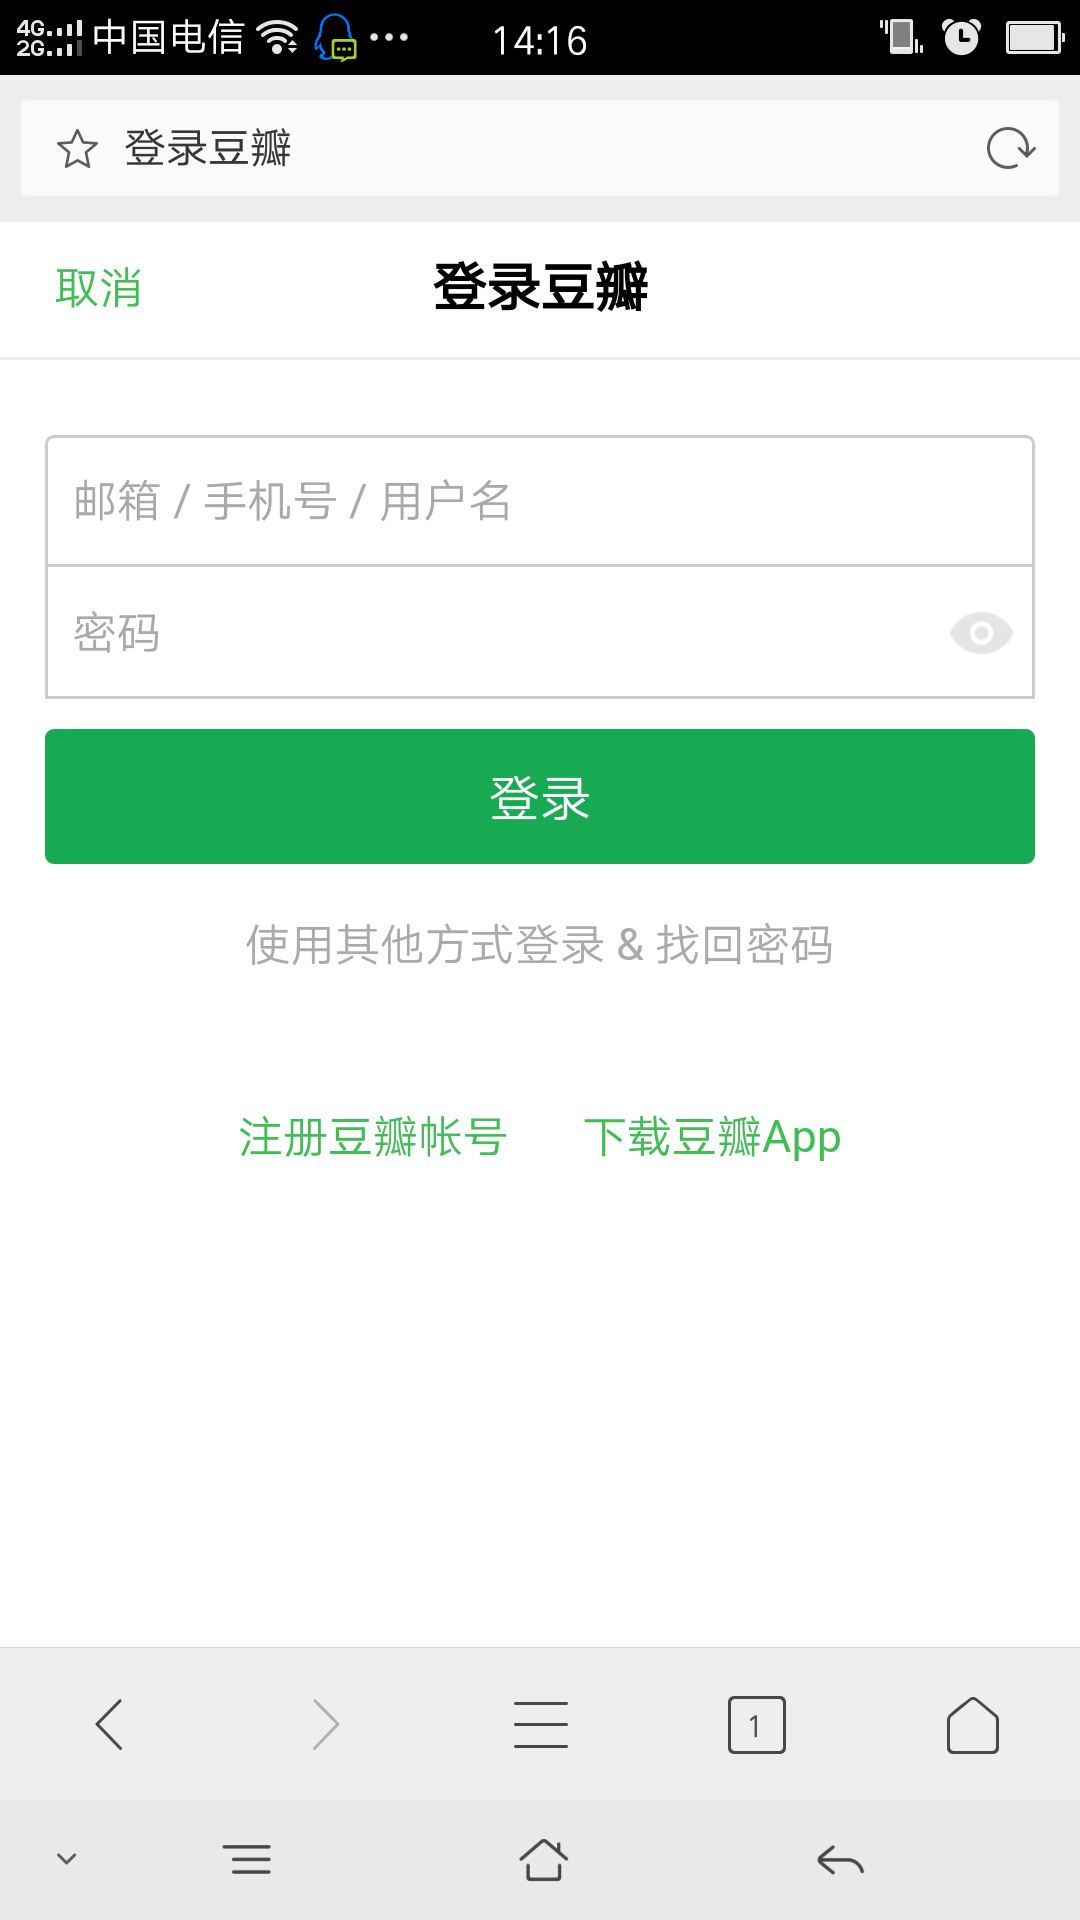 4G 2G 中国电信 14:16
登录豆瓣
取消 登录豆瓣
邮箱 / 手机号 / 用户名
密码
登录
使用其他方式登录 & 找回密码
注册豆瓣帐号 下载豆瓣App
1